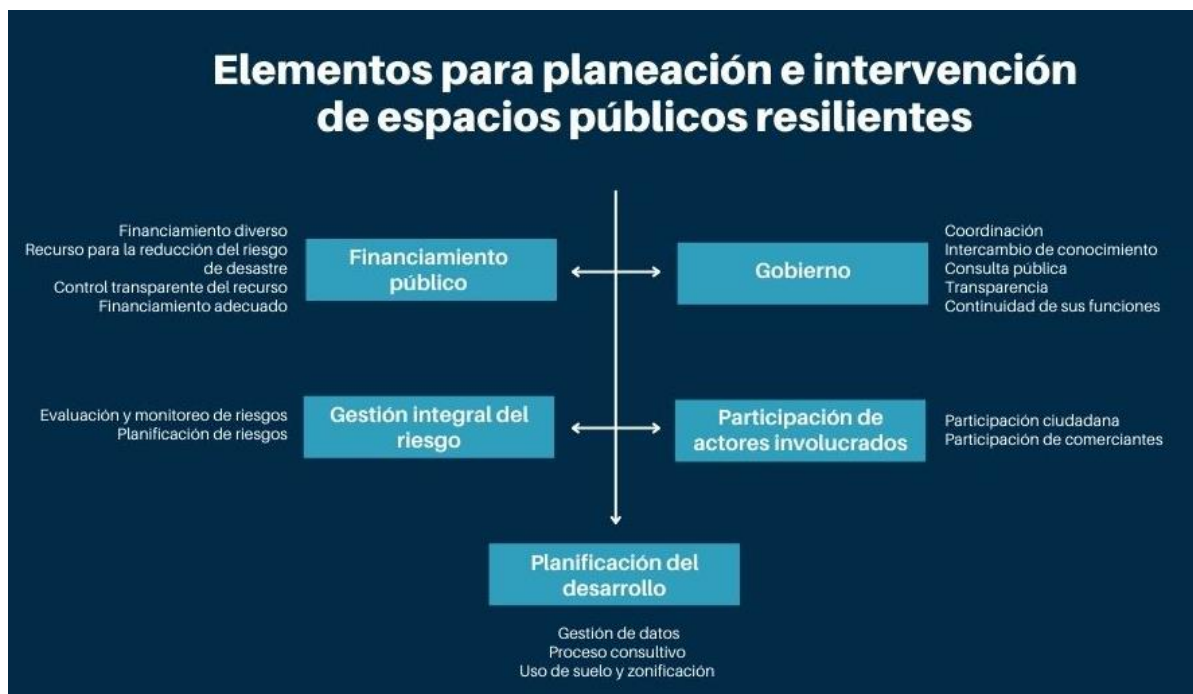 Elementos para planeación e intervención
de espacios públicos resilientes
Financiamiento diverso
Recurso para la reducción del riesgo
de desastre
Control transparente del recurso
Financiamiento adecuado
Financiamiento
público
Gobierno
Coordinación
Intercambio de conocimiento
Consulta pública
Transparencia
Continuidad de sus funciones
Evaluación y monitoreo de riesgos
Planificación de riesgos
Gestión integral del
riesgo
Participación de
actores involucrados
Participación ciudadana
Participación de comerciantes
Planificación del
desarrollo
Gestión de datos
Proceso consultivo
Uso de suelo y zonificación